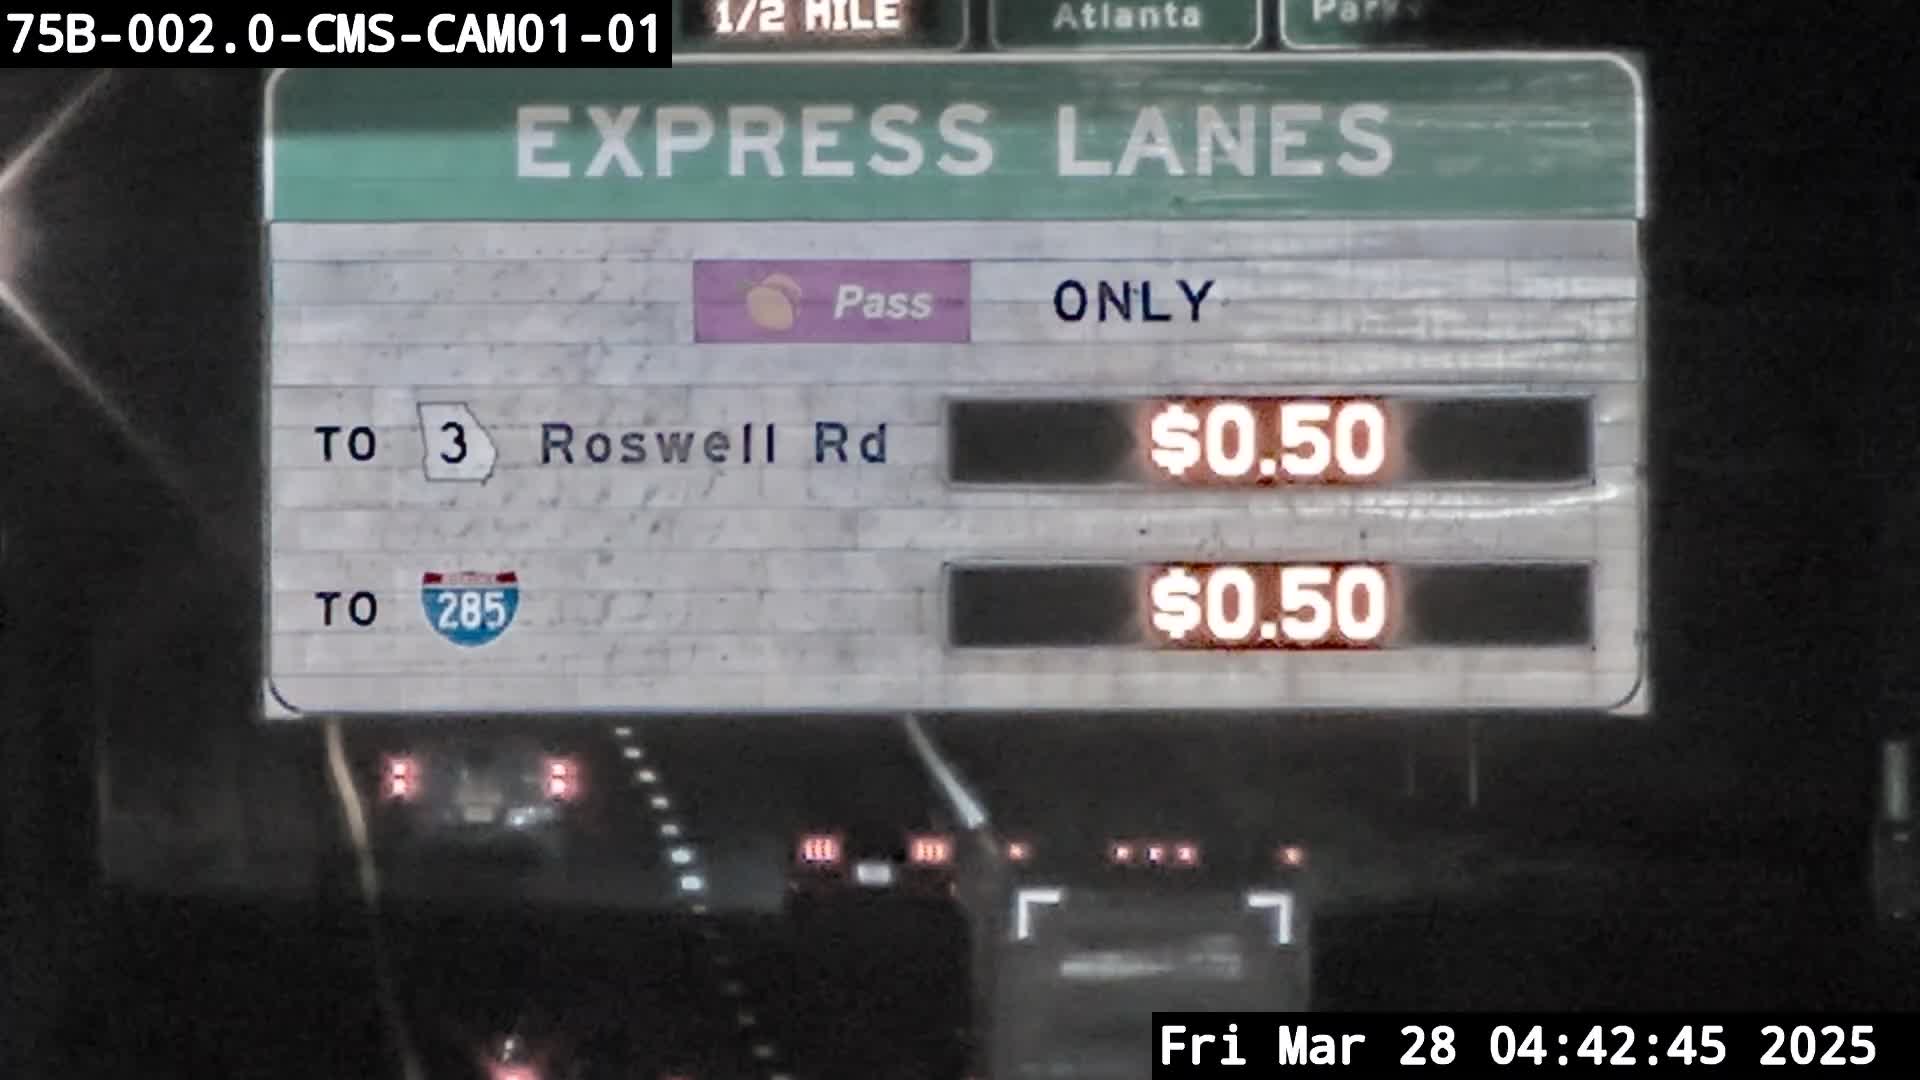 75B-002.0-CMS-CAM01-01
1/2 MILE
Atlanta
EXPRESS LANES
Pass ONLY
TO 3 Roswell Rd $0.50
TO 285 $0.50
Fri Mar 28 04:42:45 2025